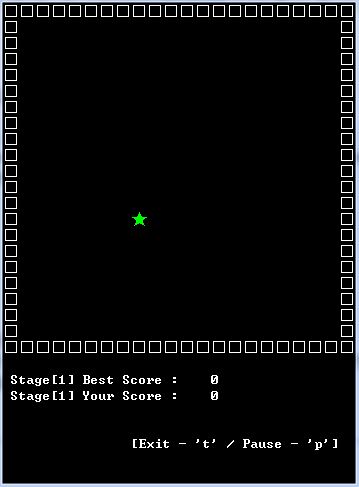 Stage[1] Best Score :    0
Stage[1] Your Score :    0
[Exit - 't' / Pause - 'p']